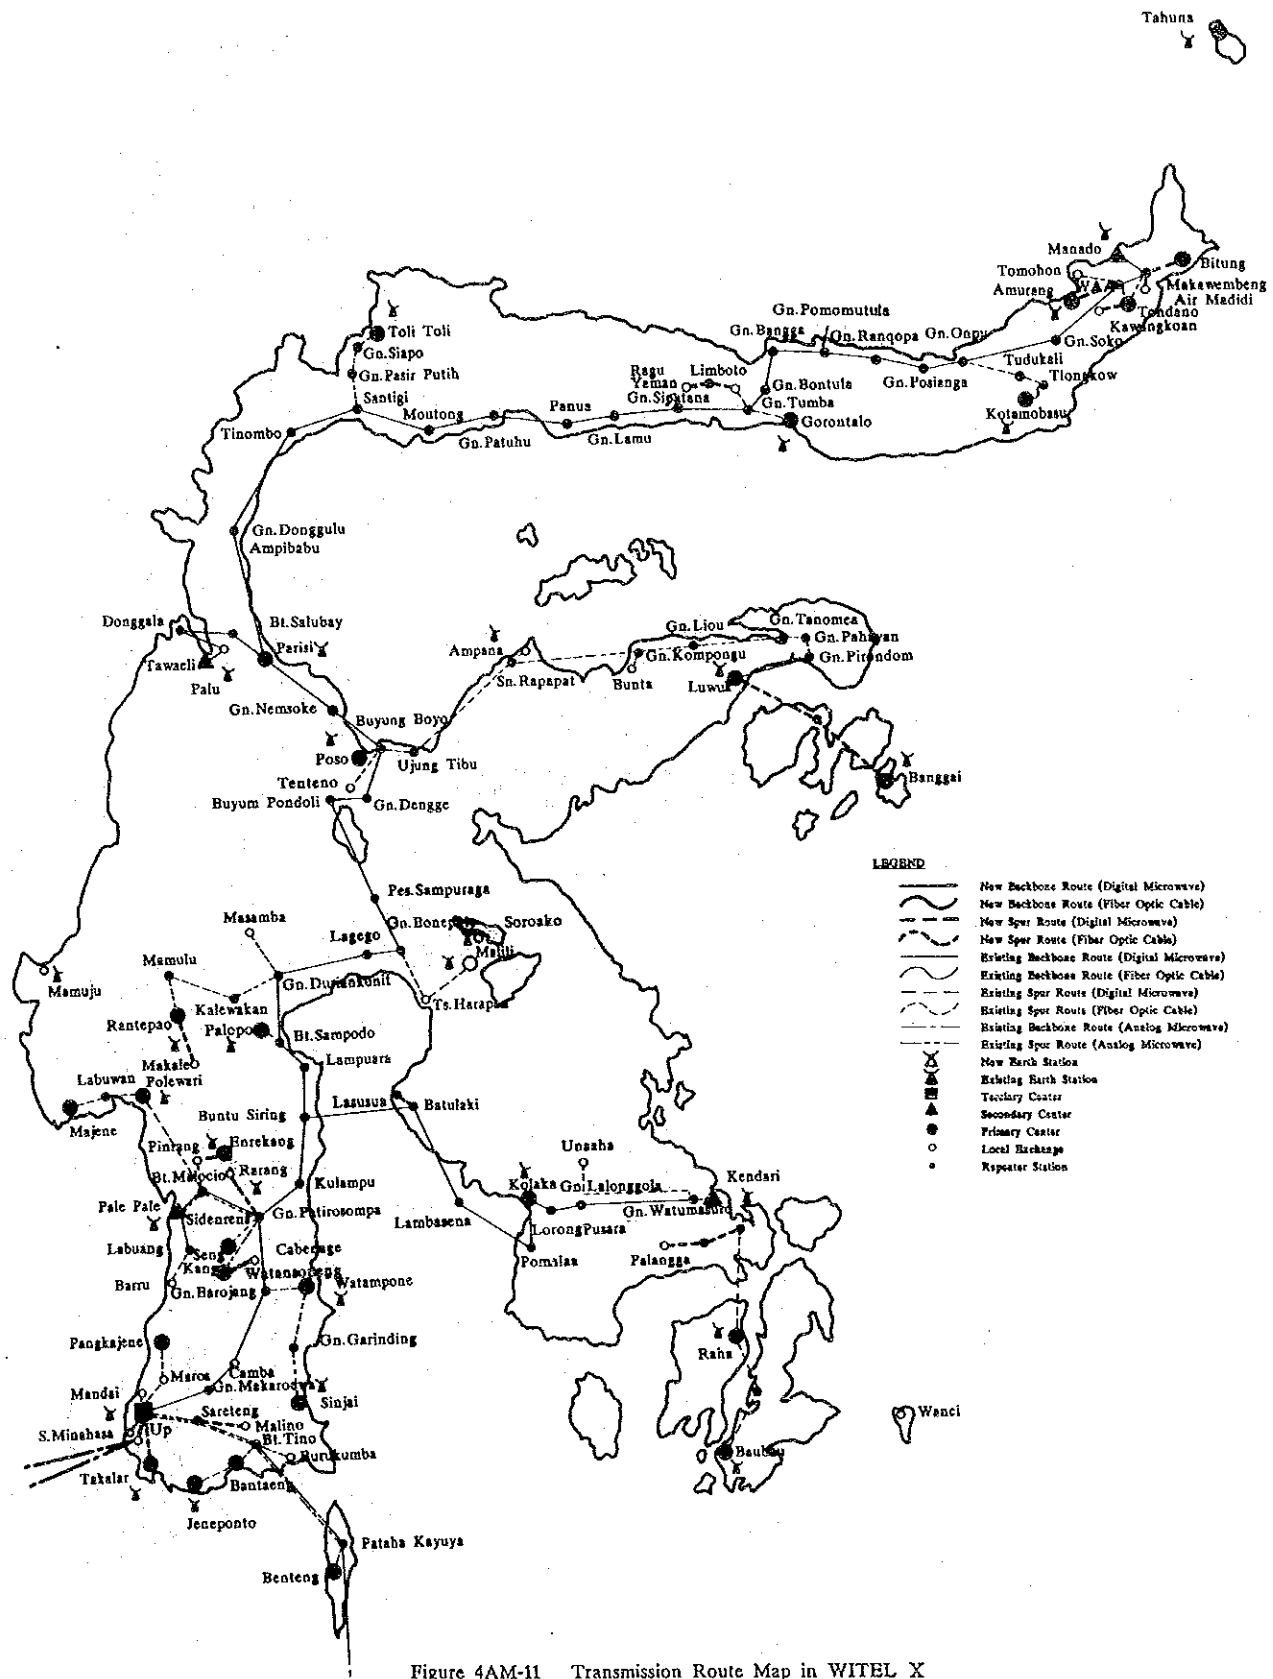 Tahuna
Manado
Bitung
Tomohon
Makawembeng
Amurang
Air Madidi
Tondano
Kawangkoan
Gn.Pomomutula
Gn.Bangga
Gn.Ranqopa
Gn.Onpu
Gn.Soko
Toli Toli
Gn.Siapo
Gn.Pasir Putih
Ragu
Limboto
Yeman
Gn.Bontula
Gn.Posianga
Tudukali
Tlongkow
Santigi
Moutong
Panua
Gn.Tumba
Kotamobasu
Gorontalo
Tinombo
Gn.Patuhu
Gn.Lamu
Gn.Donggulu
Ampibabu
Donggala
Bt.Salubay
Gn.Liou
Gn.Tanomea
Parisi
Ampana
Gn.Kompongu
Tawaeli
Gn.Pirondom
Palu
Sn.Rapapat
Bunta
Luwuk
Gn.Nemsoke
Buyung Boyo
Poso
Ujung Tibu
Banggai
Tenteno
Buyum Pondoli
Gn.Dengge
LEGEND
New Backbone Route (Digital Microwave)
New Backbone Route (Fiber Optic Cable)
New Spur Route (Digital Microwave)
New Spur Route (Fiber Optic Cable)
Existing Backbone Route (Digital Microwave)
Existing Backbone Route (Fiber Optic Cable)
Existing Spur Route (Digital Microwave)
Existing Spur Route (Fiber Optic Cable)
Existing Backbone Route (Analog Microwave)
Existing Spur Route (Analog Microwave)
New Earth Station
Existing Earth Station
Tertiary Center
Secondary Center
Primary Center
Local Exchange
Repeater Station
Pes.Sampuraga
Masamba
Soroako
Lagego
Malili
Mamulu
Mamuju
Kalewakan
Ts.Harapan
Rantepao
Palopo
Bt.Sampodo
Makale
Lampuara
Labuwan
Polewari
Lasusua
Batulaki
Majene
Buntu Siring
Pinrang
Enrekang
Unaaha
Rarang
Kulampu
Kolaka
Gn.Lalonggola
Kendari
Pale Pale
Sidenreng
Gn.Patirosompa
Lambasena
Gn.Watumasuro
LorongPusara
Labuang
Caberage
Pomalaa
Palangga
Barru
Gn.Barojang
Watampone
Pangkajene
Gn.Garinding
Raha
Maros
Camba
Mandai
Sareteng
Sinjai
Malino
Wanci
S.Minahasa
Up
Bt.Tino
Baubau
Takalar
Bantaeng
Jeneponto
Pataha Kayuya
Benteng
Figure 4AM-11 Transmission Route Map in WITEL X